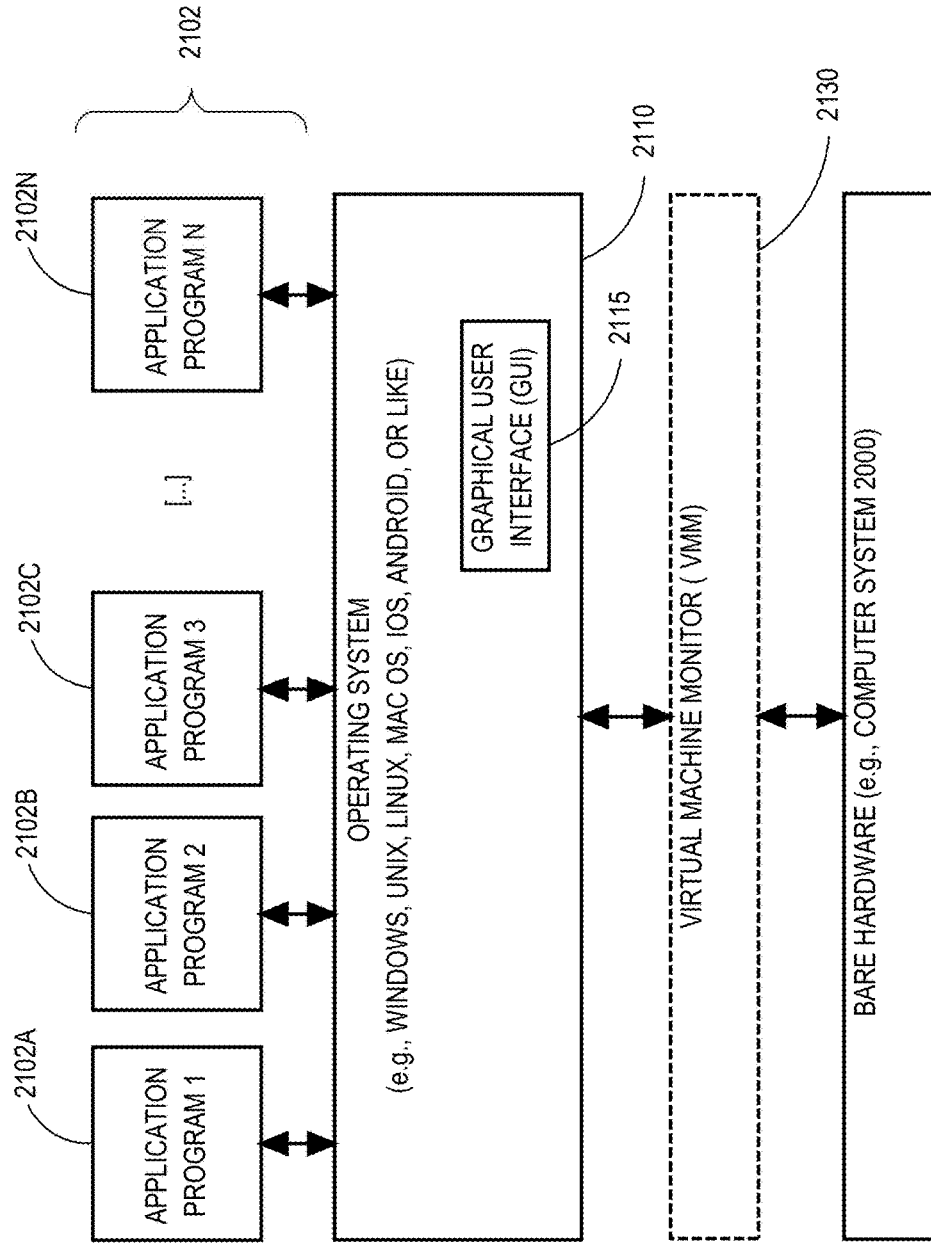 2102
2102A
2102B
2102C
2102N
APPLICATION
PROGRAM 1
APPLICATION
PROGRAM 2
APPLICATION
PROGRAM 3
[...]
APPLICATION
PROGRAM N
OPERATING SYSTEM
(e.g., WINDOWS, UNIX, LINUX, MAC OS, IOS, ANDROID, OR LIKE)
GRAPHICAL USER
INTERFACE (GUI)
2110
2115
VIRTUAL MACHINE MONITOR ( VMM)
2130
BARE HARDWARE (e.g., COMPUTER SYSTEM 2000)